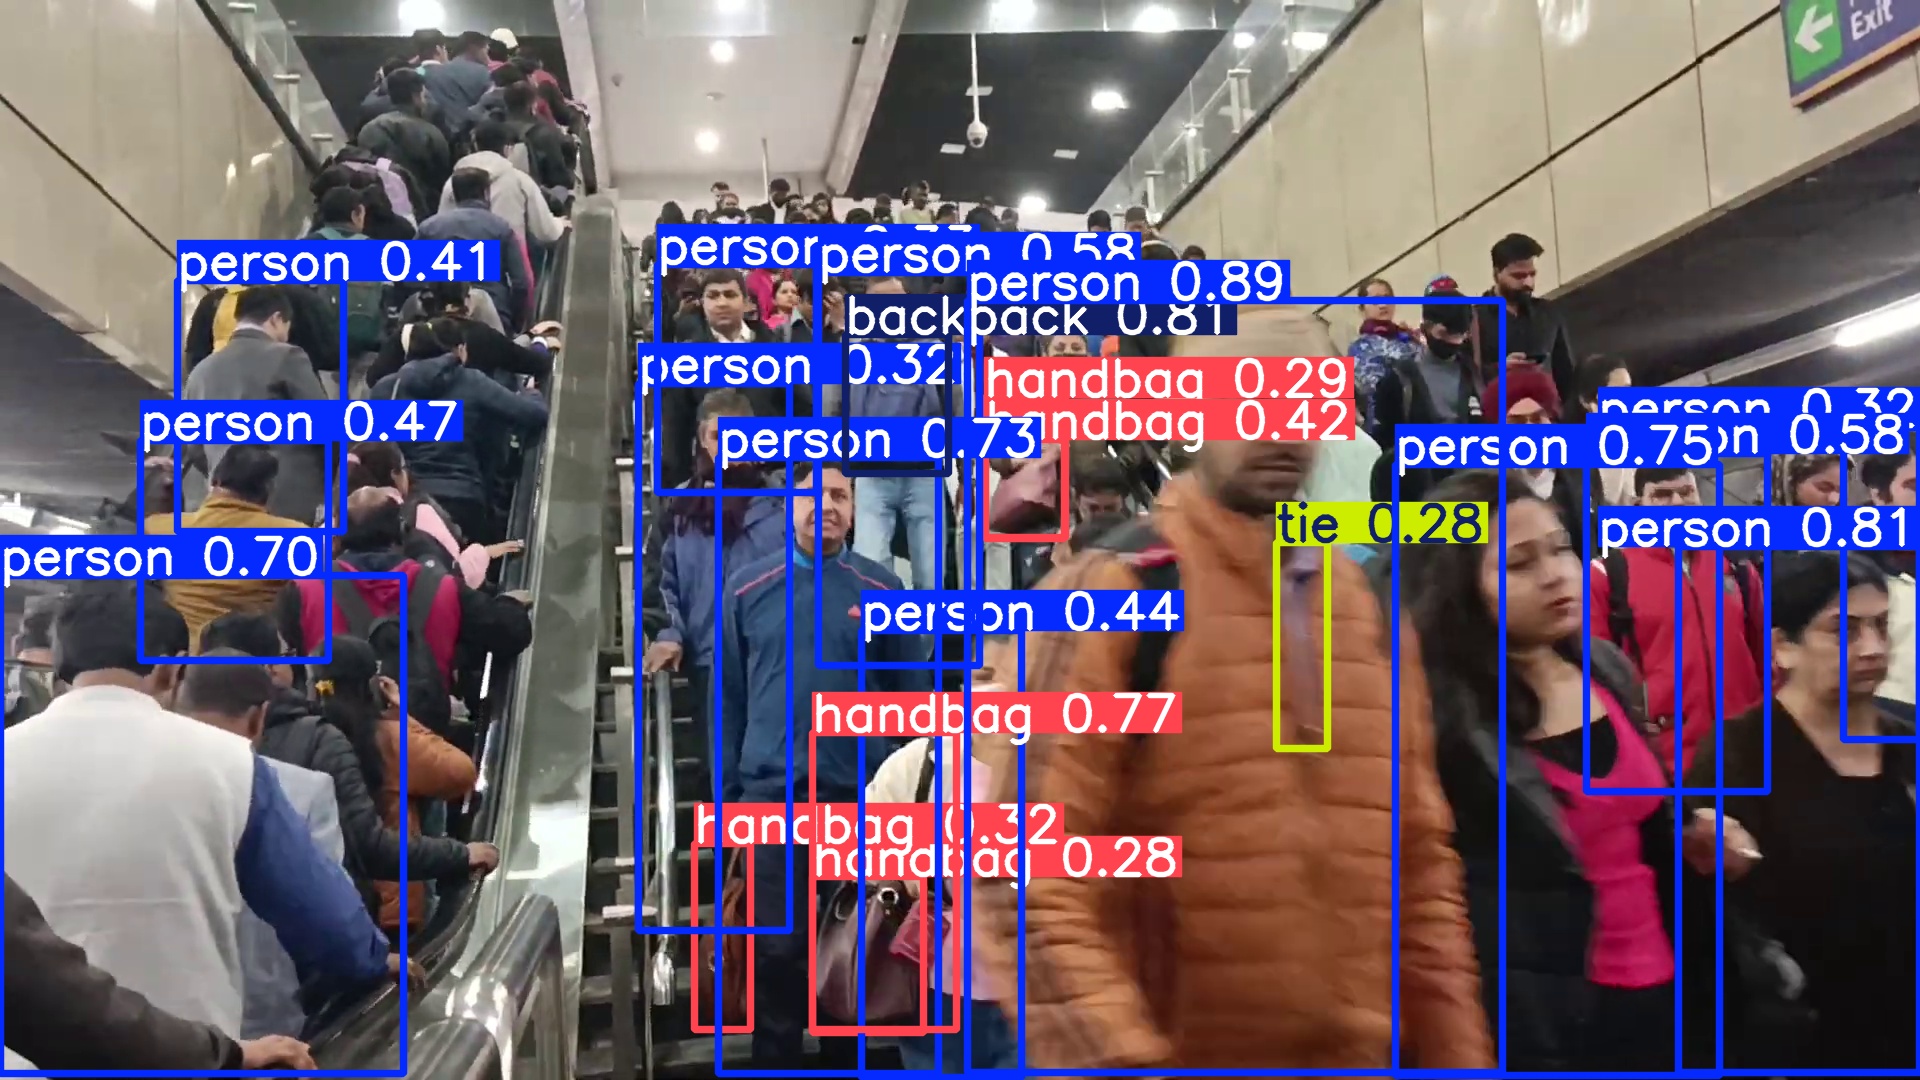 Exit
person 0.41
person 0.58
person 0.89
backpack 0.81
person 0.32
handbag 0.29
handbag 0.42
person 0.47
person 0.73
person 0.32
person 0.75
0.58
person 0.70
tie 0.28
person 0.81
person 0.44
handbag 0.77
handbag 0.32
handbag 0.28